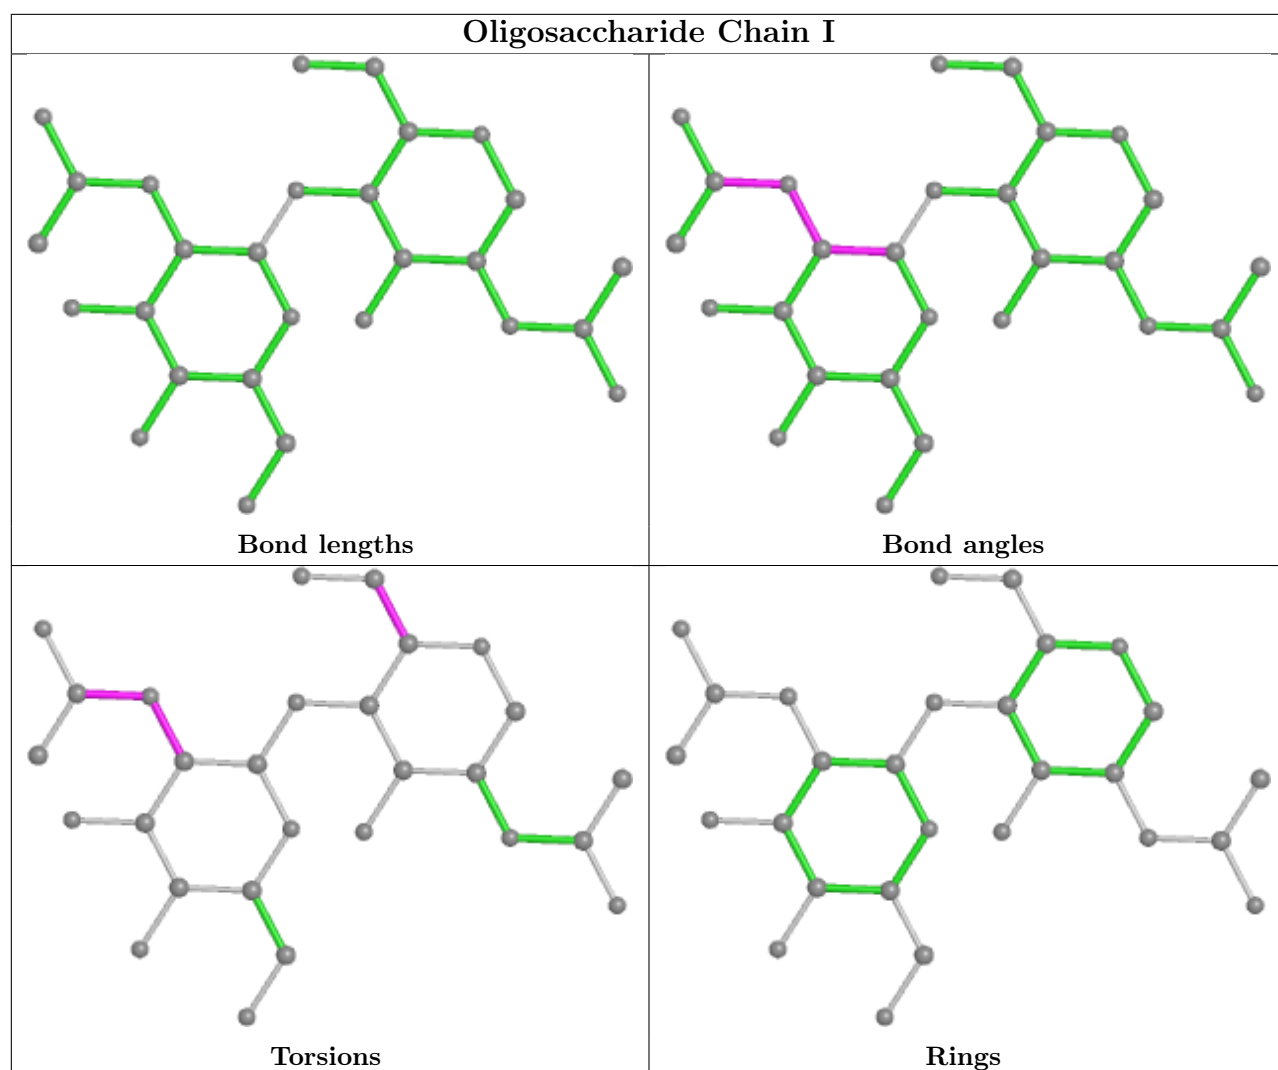 Oligosaccharide Chain I
Bond lengths
Bond angles
Torsions
Rings